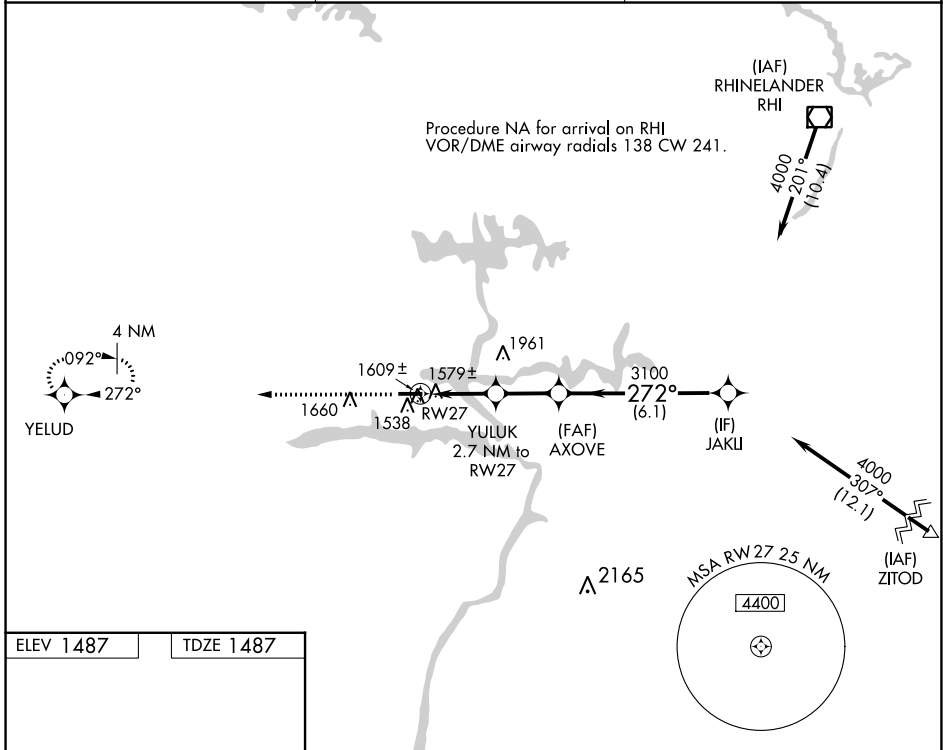 (IAF)
RHINELANDER
RHI
Procedure NA for arrival on RHI
VOR/DME airway radials 138 CW 241.
4000
201°
(10.4)
4 NM
092°
272°
YELUD
1961
1609 ±
1579 ±
1660
1538
RW27
YULUK
2.7 NM to
RW27
(FAF)
AXOVE
3100
272°
(6.1)
(IF)
JAKLI
4000
307°
(12.1)
(IAF)
ZITOD
2165
MSA RW 27 25 NM
4400
ELEV 1487
TDZE 1487